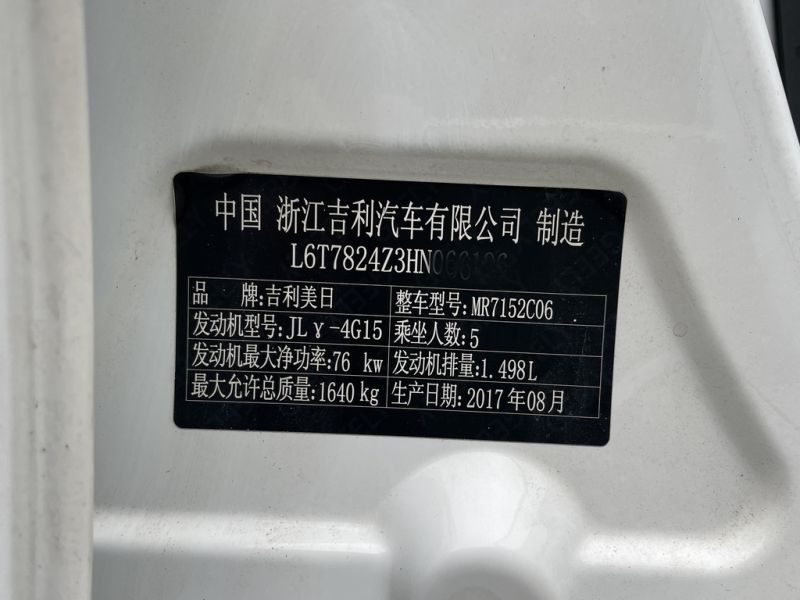 中国 浙江吉利汽车有限公司 制造
L6T7824Z3HN
品 牌:吉利美日 整车型号:MR7152C06
发动机型号:JLγ-4G15 乘坐人数:5
发动机最大净功率:76 kw 发动机排量:1.498L
最大允许总质量:1640kg 生产日期:2017年08月